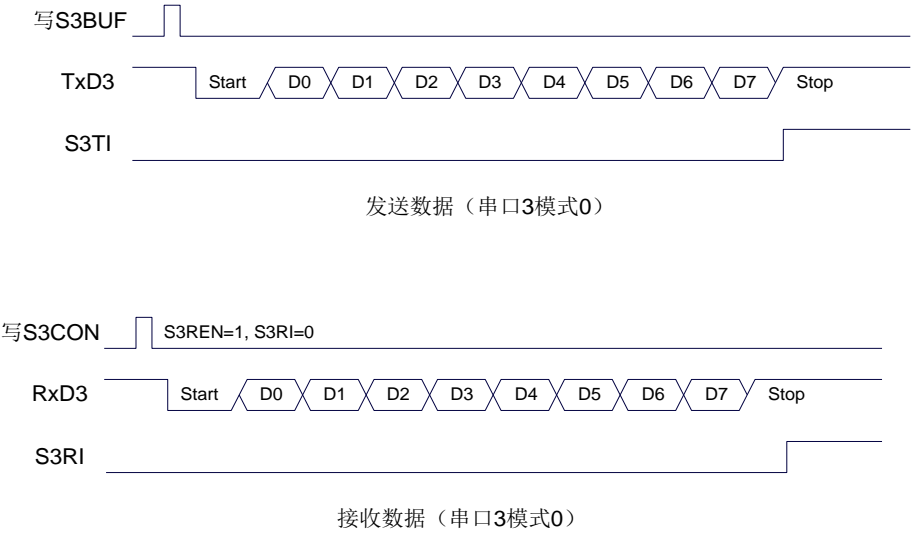 写S3BUF
TxD3 Start D0 D1 D2 D3 D4 D5 D6 D7 Stop
S3TI
发送数据（串口3模式0）
写S3CON S3REN=1, S3RI=0
RxD3 Start D0 D1 D2 D3 D4 D5 D6 D7 Stop
S3RI
接收数据（串口3模式0）